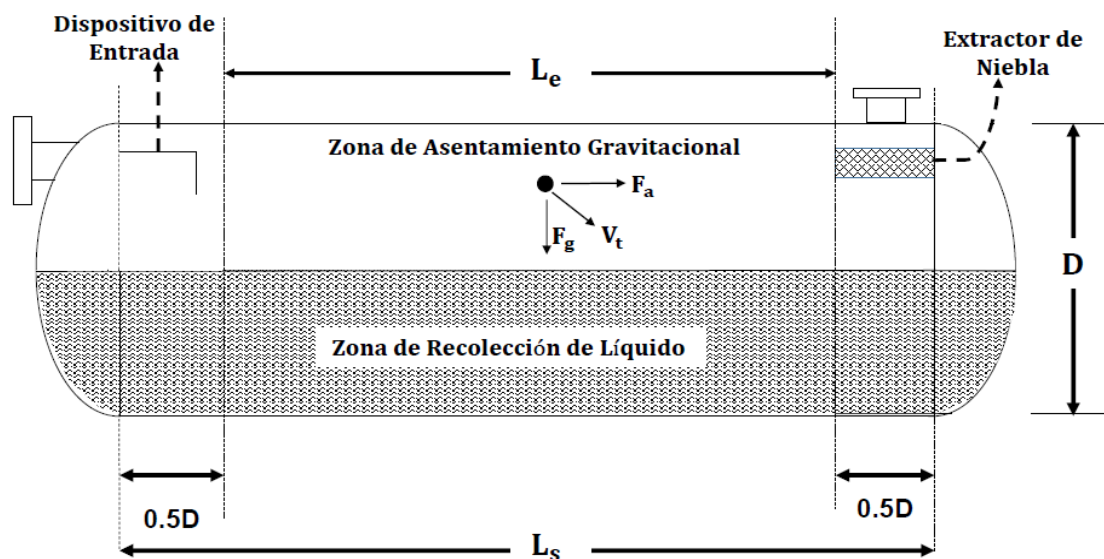 Dispositivo de
Entrada
Extractor de
Niebla
Lₑ
Zona de Asentamiento Gravitacional
Fₐ
F_g
Vₜ
D
Zona de Recolección de Líquido
0.5D
0.5D
Lₛ